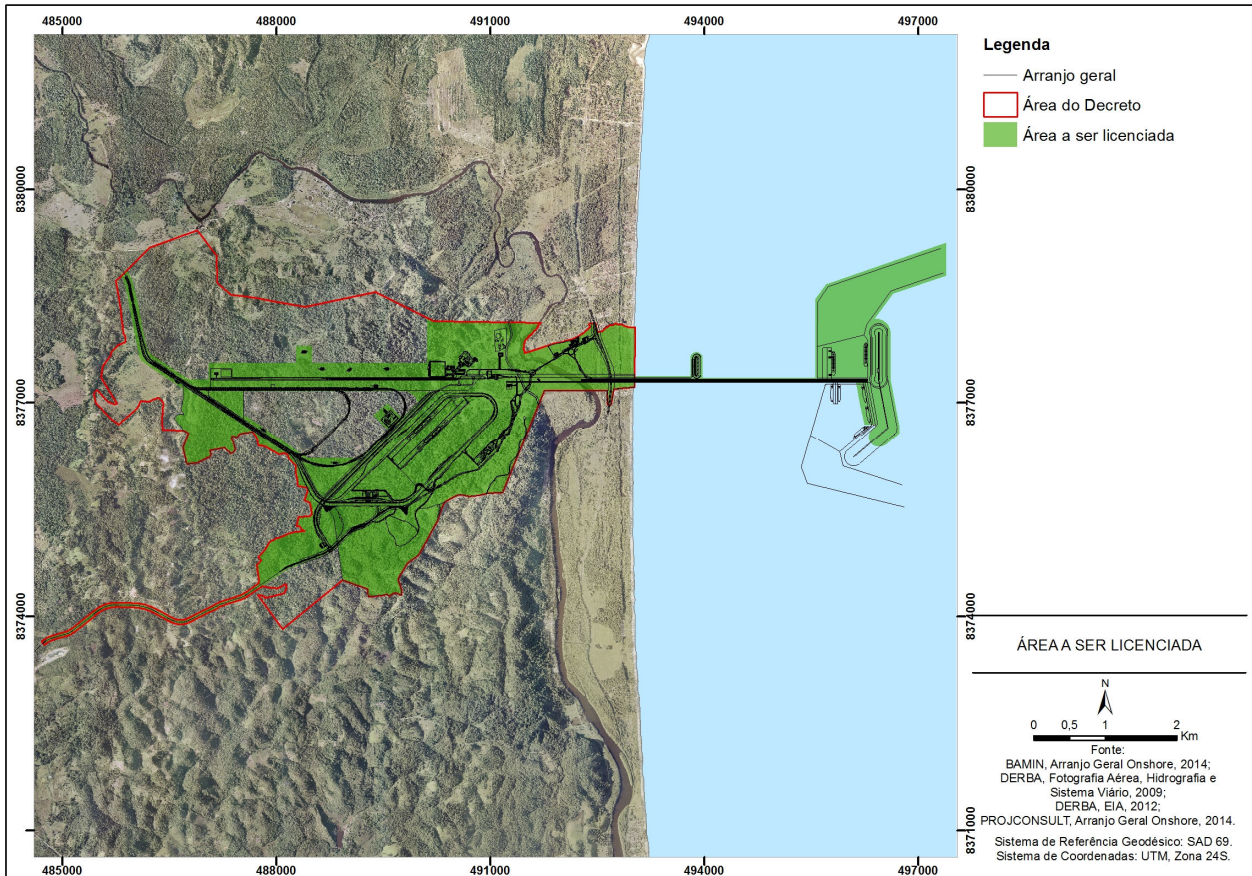 485000 488000 491000 494000 497000
8380000 8380000
8377000 8377000
8374000 8374000
8371000
485000 488000 491000 494000 497000
Legenda
Arranjo geral
Área do Decreto
Área a ser licenciada
ÁREA A SER LICENCIADA
N
0 0,5 1 2
Km
Fonte:
BAMIN, Arranjo Geral Onshore, 2014;
DERBA, Fotografia Aérea, Hidrografia e
Sistema Viário, 2009;
DERBA, EIA, 2012;
PROJCONSULT, Arranjo Geral Onshore, 2014.
Sistema de Referência Geodésico: SAD 69.
Sistema de Coordenadas: UTM, Zona 24S.